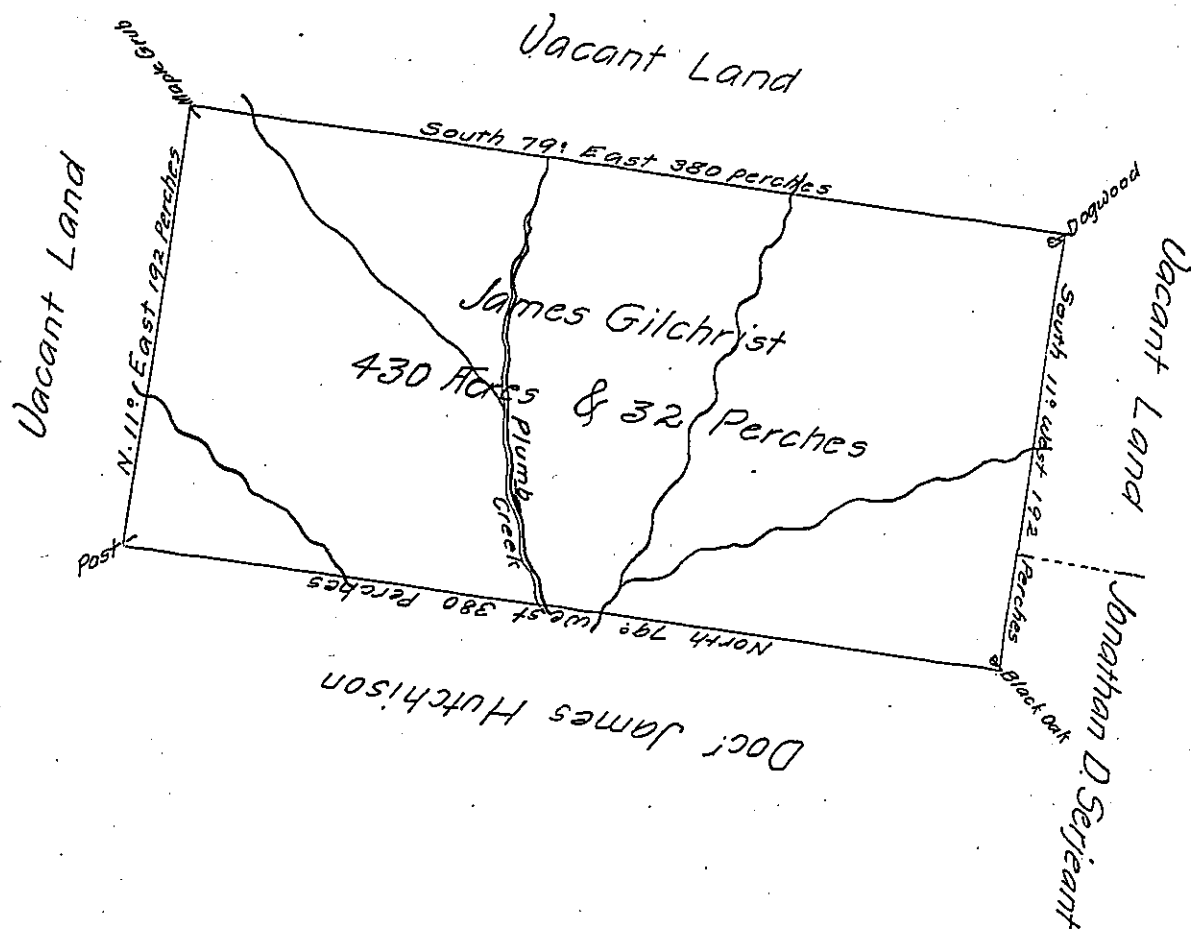 Vacant Land
Maple Grub
South 79° East 380 perches
Dogwood
Vacant Land
N. 11° East 192 Perches
James Gilchrist
430 Acres & 32 Perches
South 11° West 192 Perches
Vacant Land
Plumb
Creek
Post
North 79° West 380 Perches
Black Oak
Jonathan D. Serjeant
Docr James Hutchison